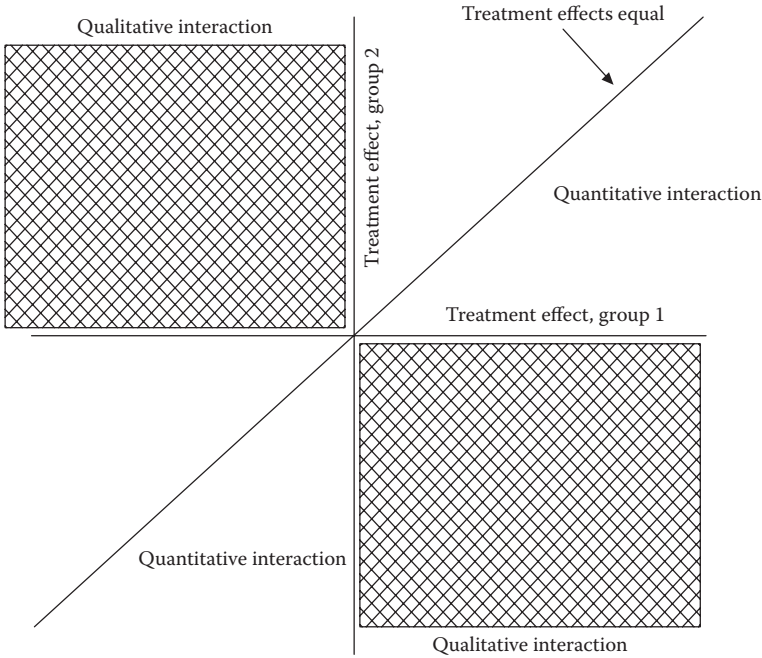 Treatment effects equal
Qualitative interaction
Treatment effect, group 2
Quantitative interaction
Treatment effect, group 1
Quantitative interaction
Qualitative interaction